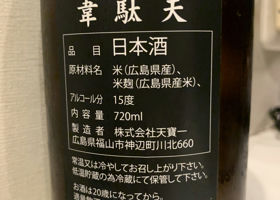 韋駄天
品目 日本酒
原材料名 米(広島県産)、
米麹(広島県産米)、
アルコール分 15度
内容量 720ml
製造者 株式会社天寶一
広島県福山市神辺町川北660
常温又は冷やしてお召し上がり下さい。
低温貯蔵の為冷蔵にて保管して下さい。
お酒は20歳になってから。